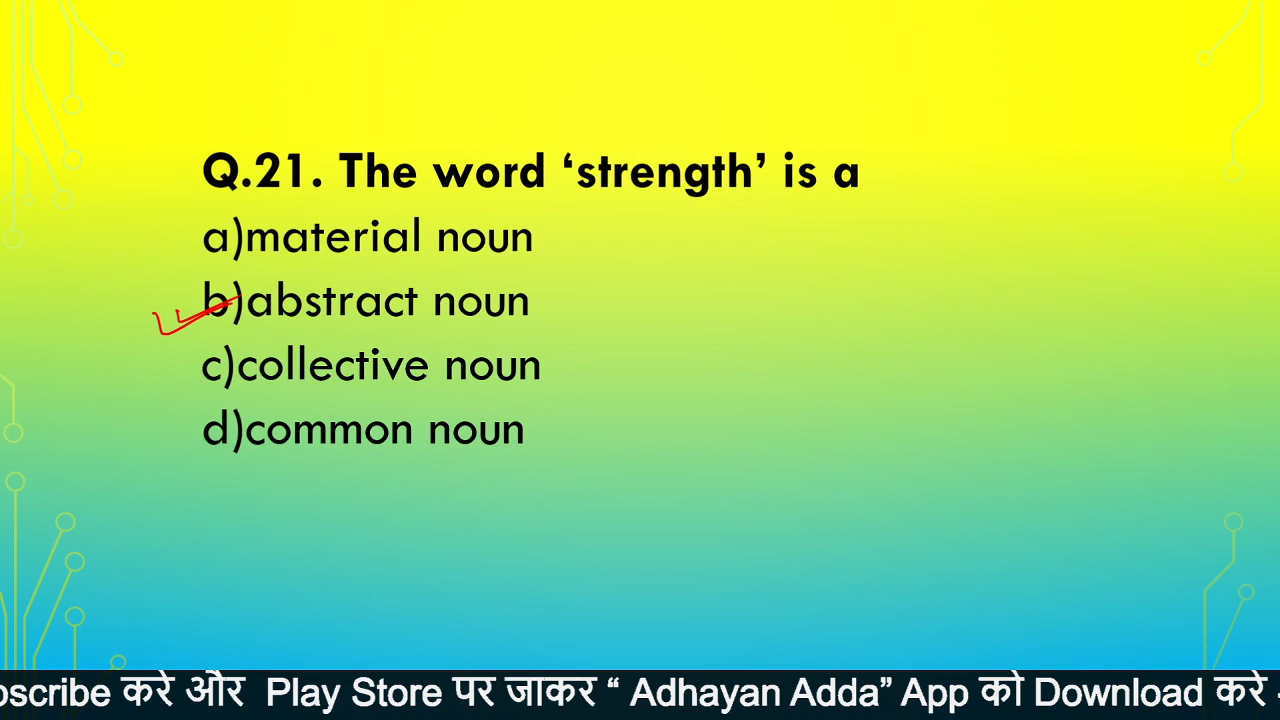 Q.21. The word ‘strength’ is a
a)material noun
b)abstract noun
c)collective noun
d)common noun
bscribe करे और Play Store पर जाकर “ Adhayan Adda” App को Download करे